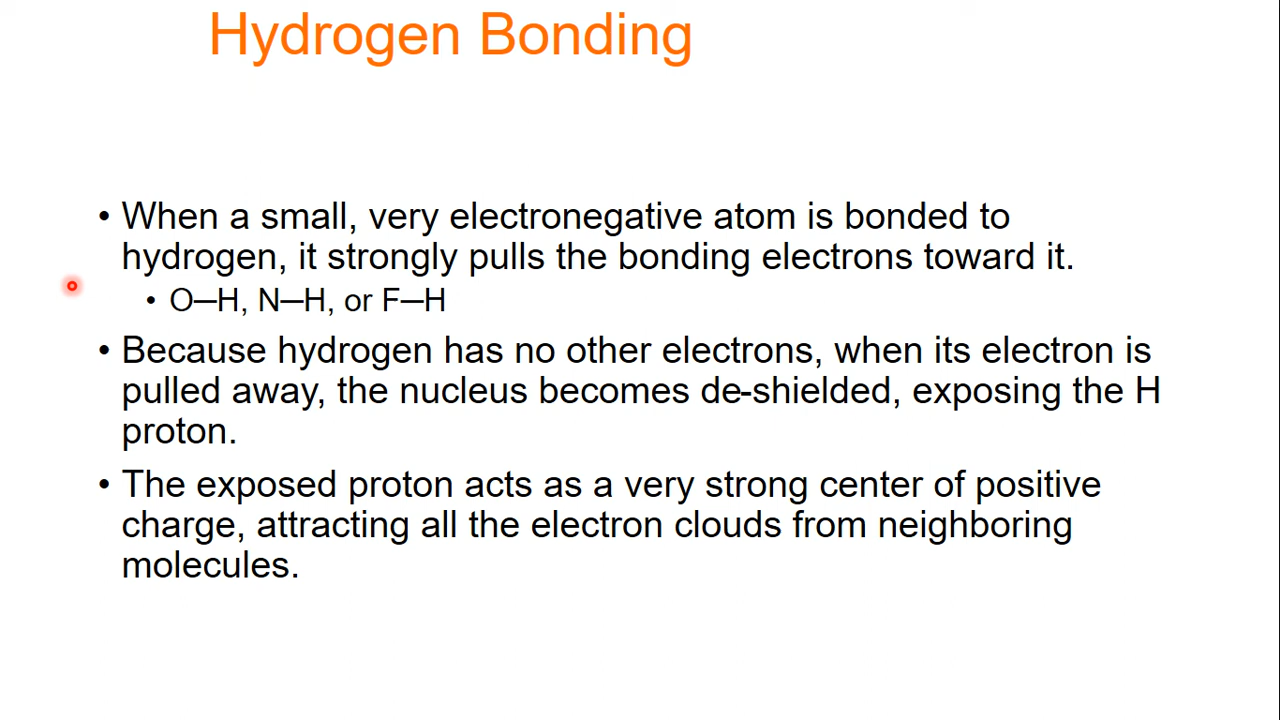 Hydrogen Bonding
• When a small, very electronegative atom is bonded to
hydrogen, it strongly pulls the bonding electrons toward it.
• O—H, N—H, or F—H
• Because hydrogen has no other electrons, when its electron is
pulled away, the nucleus becomes de-shielded, exposing the H
proton.
• The exposed proton acts as a very strong center of positive
charge, attracting all the electron clouds from neighboring
molecules.